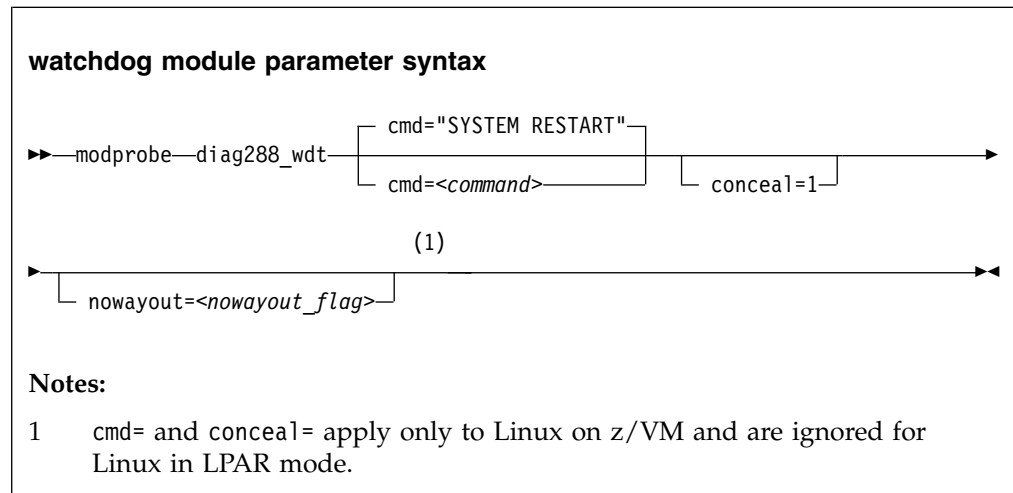 watchdog module parameter syntax
cmd="SYSTEM RESTART"
modprobe diag288_wdt
cmd=<command>
conceal=1
(1)
nowayout=<nowayout_flag>
Notes:
1 cmd= and conceal= apply only to Linux on z/VM and are ignored for
Linux in LPAR mode.